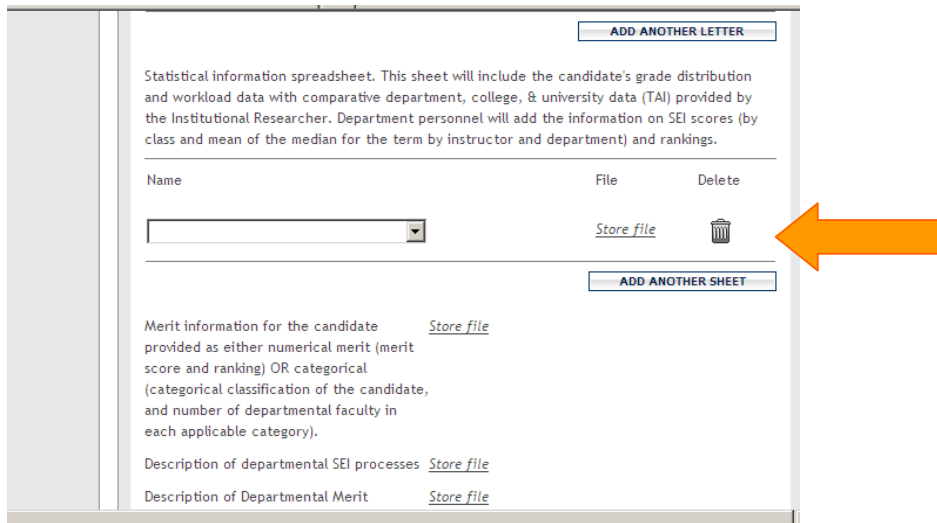 ADD ANOTHER LETTER
Statistical information spreadsheet. This sheet will include the candidate's grade distribution
and workload data with comparative department, college, & university data (TAI) provided by
the Institutional Researcher. Department personnel will add the information on SEI scores (by
class and mean of the median for the term by instructor and department) and rankings.
Name File Delete
Store file
ADD ANOTHER SHEET
Merit information for the candidate Store file
provided as either numerical merit (merit
score and ranking) OR categorical
(categorical classification of the candidate,
and number of departmental faculty in
each applicable category).
Description of departmental SEI processes Store file
Description of Departmental Merit Store file